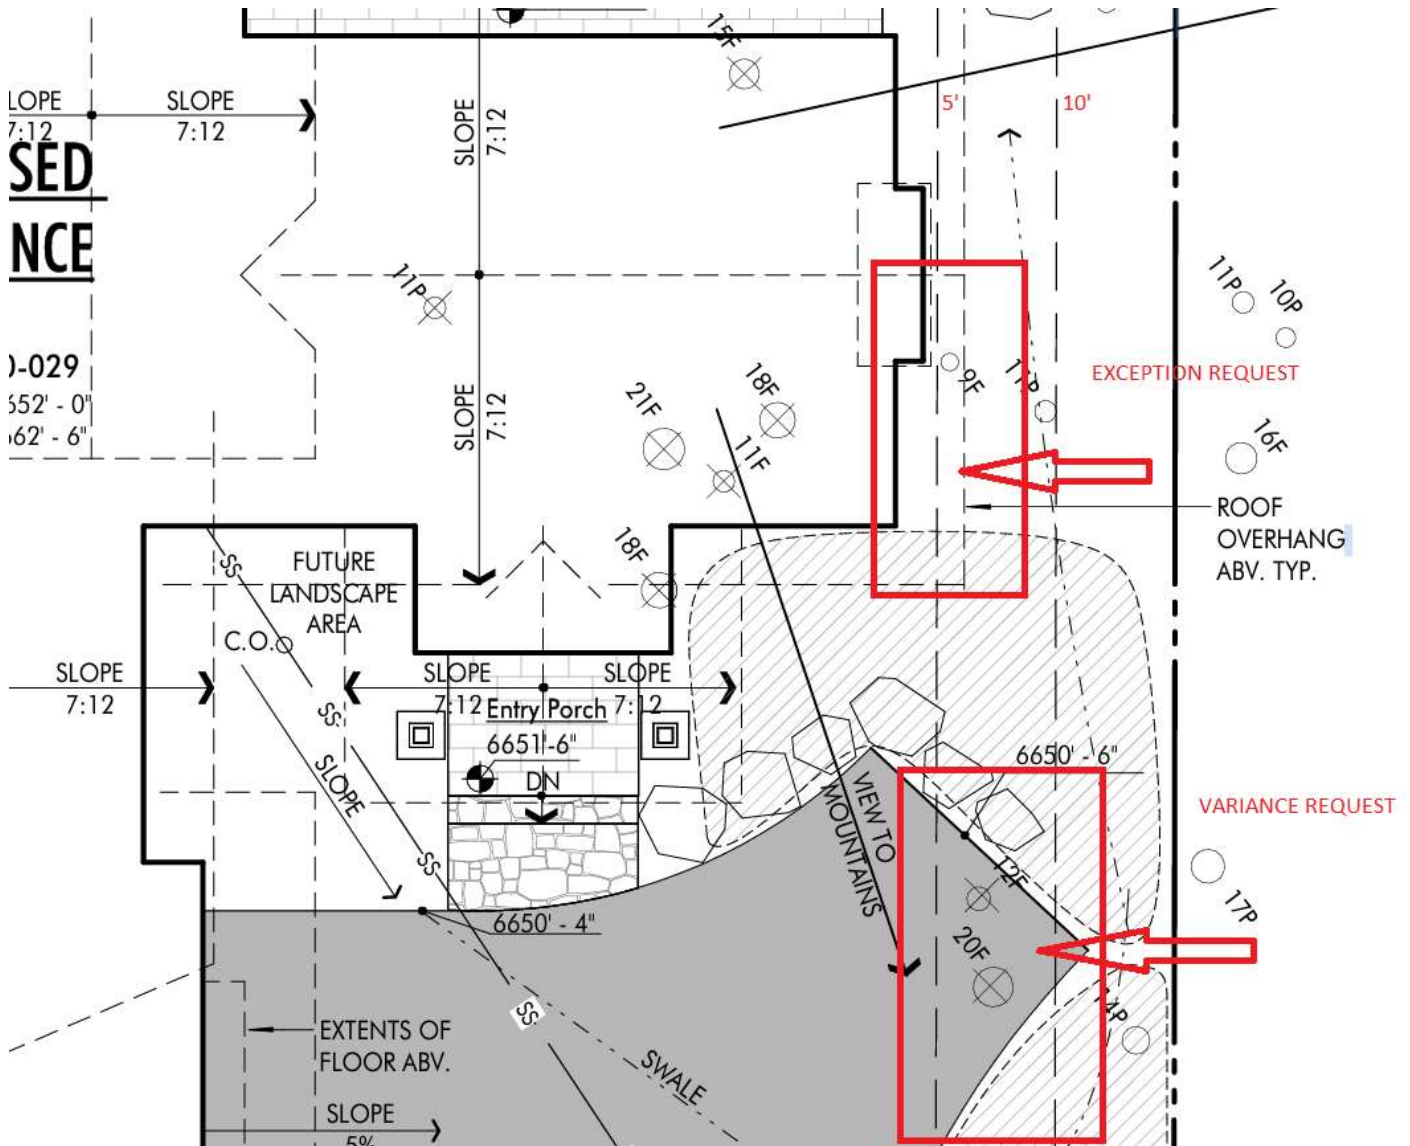 15F
LOPE
7:12
SLOPE
7:12
SLOPE
7:12
5'
10'
SED
NCE
11P
11P
10P
-029
652' - 0"
62' - 6"
SLOPE
7:12
21F
18F
11F
9F
11P
EXCEPTION REQUEST
16F
ROOF
OVERHANG
ABV. TYP.
18F
SS
FUTURE
LANDSCAPE
AREA
C.O.
SLOPE
7:12
SLOPE
7:12
SLOPE
7:12
SS
Entry Porch
6651'-6"
DN
SLOPE
SS
6650' - 6"
VIEW TO
MOUNTAINS
VARIANCE REQUEST
12F
17P
6650' - 4"
20F
SS
14P
EXTENTS OF
FLOOR ABV.
SWALE
SLOPE
5%